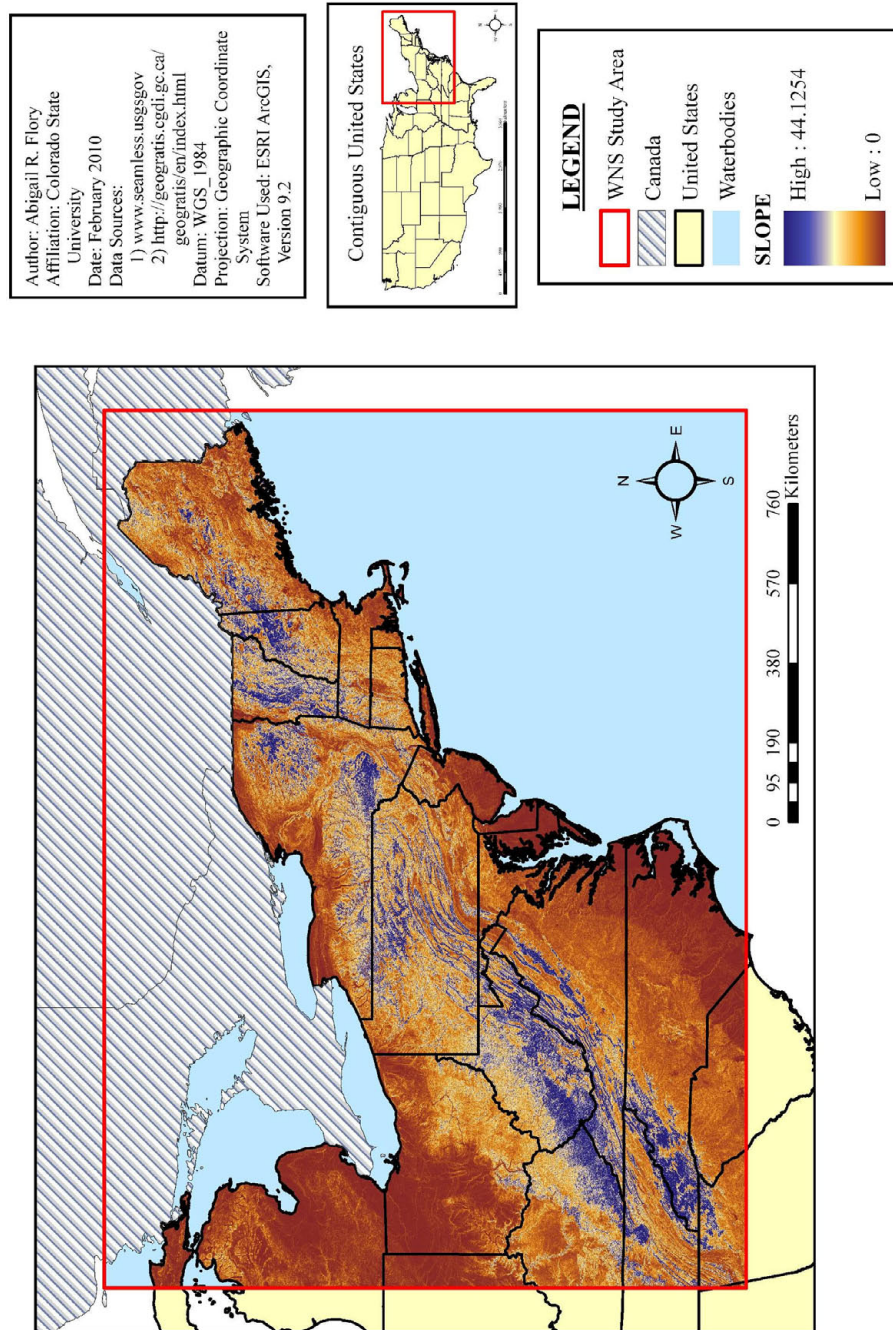 Author: Abigail R. Flory
Affiliation: Colorado State
University
Date: February 2010
Data Sources:
1) www.seamless.usgsgov
2) http://geogratis.cgdi.gc.ca/
geogratis/en/index.html
Datum: WGS_1984
Projection: Geographic Coordinate
System
Software Used: ESRI ArcGIS,
Version 9.2
Contiguous United States
LEGEND
WNS Study Area
Canada
United States
Waterbodies
SLOPE
High : 44.1254
Low : 0
N
W
E
S
0 95 190 380 570 760
Kilometers